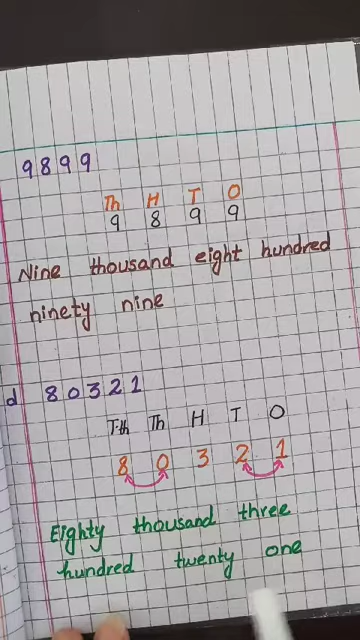 9899
Th H T O
9 8 9 9
Nine thousand eight hundred
ninety nine
d 80321
T.th Th H T O
8 0 3 2 1
Eighty thousand three
hundred twenty one